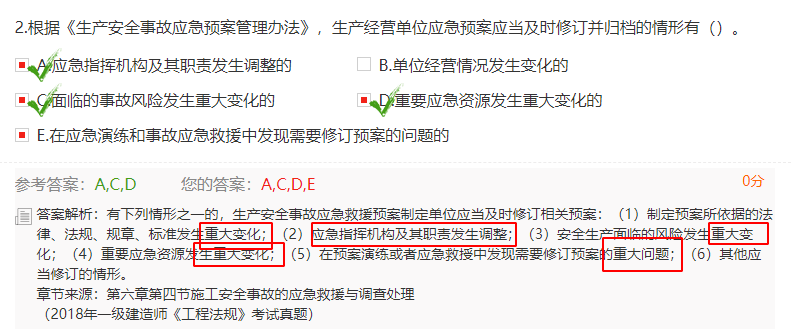 2.根据《生产安全事故应急预案管理办法》，生产经营单位应急预案应当及时修订并归档的情形有（）。
A.应急指挥机构及其职责发生调整的
B.单位经营情况发生变化的
C.面临的事故风险发生重大变化的
D.重要应急资源发生重大变化的
E.在应急演练和事故应急救援中发现需要修订预案的问题的
参考答案：A,C,D 您的答案：A,C,D,E 0分
答案解析：有下列情形之一的，生产安全事故应急救援预案制定单位应当及时修订相关预案：（1）制定预案所依据的法
律、法规、规章、标准发生重大变化；（2）应急指挥机构及其职责发生调整；（3）安全生产面临的风险发生重大变
化；（4）重要应急资源发生重大变化；（5）在预案演练或者应急救援中发现需要修订预案的重大问题；（6）其他应
当修订的情形。
章节来源：第六章第四节施工安全事故的应急救援与调查处理
（2018年一级建造师《工程法规》考试真题）